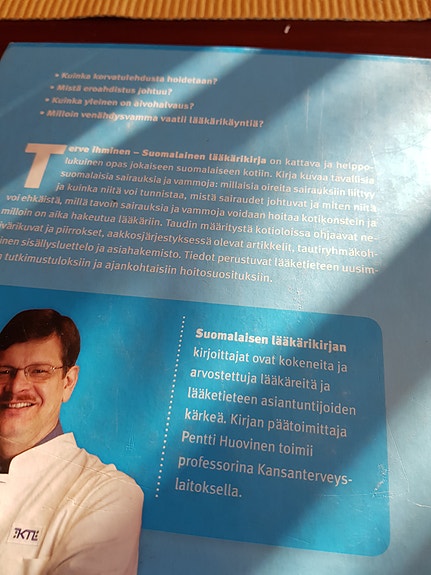 » Kuinka korvatulehdusta hoidetaan?
» Mistä eroahdistus johtuu?
» Kuinka yleinen on aivohalvaus?
» Milloin venähdysvamma vaatii lääkärikäyntiä?
Terve ihminen – Suomalainen lääkärikirja on kattava ja helppo-
lukuinen opas jokaiseen suomalaiseen kotiin. Kirja kuvaa tavallisia
suomalaisia sairauksia ja vammoja: millaisia oireita sairauksiin liittyy
ja kuinka niitä voi tunnistaa, mistä sairaudet johtuvat ja miten niitä
voi ehkäistä, millä tavoin sairauksia ja vammoja voidaan hoitaa kotikonstein ja
milloin on aika hakeutua lääkäriin. Taudin määritystä kotioloissa ohjaavat ne-
värikuvat ja piirrokset, aakkosjärjestyksessä olevat artikkelit, tautiryhmäkoh-
inen sisällysluettelo ja asiahakemisto. Tiedot perustuvat lääketieteen uusim-
n tutkimustuloksiin ja ajankohtaisiin hoitosuosituksiin.
Suomalaisen lääkärikirjan
kirjoittajat ovat kokeneita ja
arvostettuja lääkäreitä ja
lääketieteen asiantuntijoiden
kärkeä. Kirjan päätoimittaja
Pentti Huovinen toimii
professorina Kansanterveys-
laitoksella.
KTL